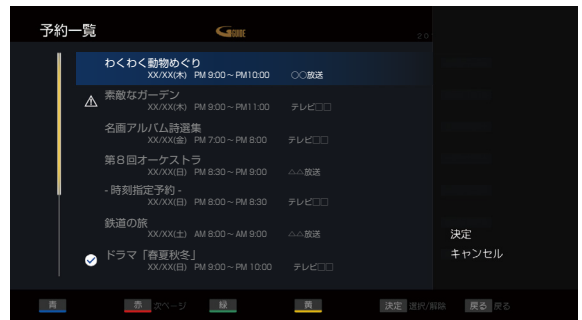 予約一覧
G GUIDE
20
わくわく動物めぐり
XX/XX(木) PM 9:00～PM10:00 ○○放送
素敵なガーデン
XX/XX(木) PM 9:00～PM11:00 テレビ□□
名画アルバム詩選集
XX/XX(金) PM 7:00～PM 8:00 テレビ□□
第8回オーケストラ
XX/XX(日) PM 8:30～PM 9:00 △△放送
- 時刻指定予約 -
XX/XX(日) PM 8:00～PM 8:30 テレビ□□
鉄道の旅
XX/XX(土) AM 8:00～AM 9:00 △△放送
ドラマ「春夏秋冬」
XX/XX(日) PM 9:00～PM 10:00 テレビ□□
決定
キャンセル
青 赤 次ページ 緑 黄 決定 選択/解除 戻る 戻る